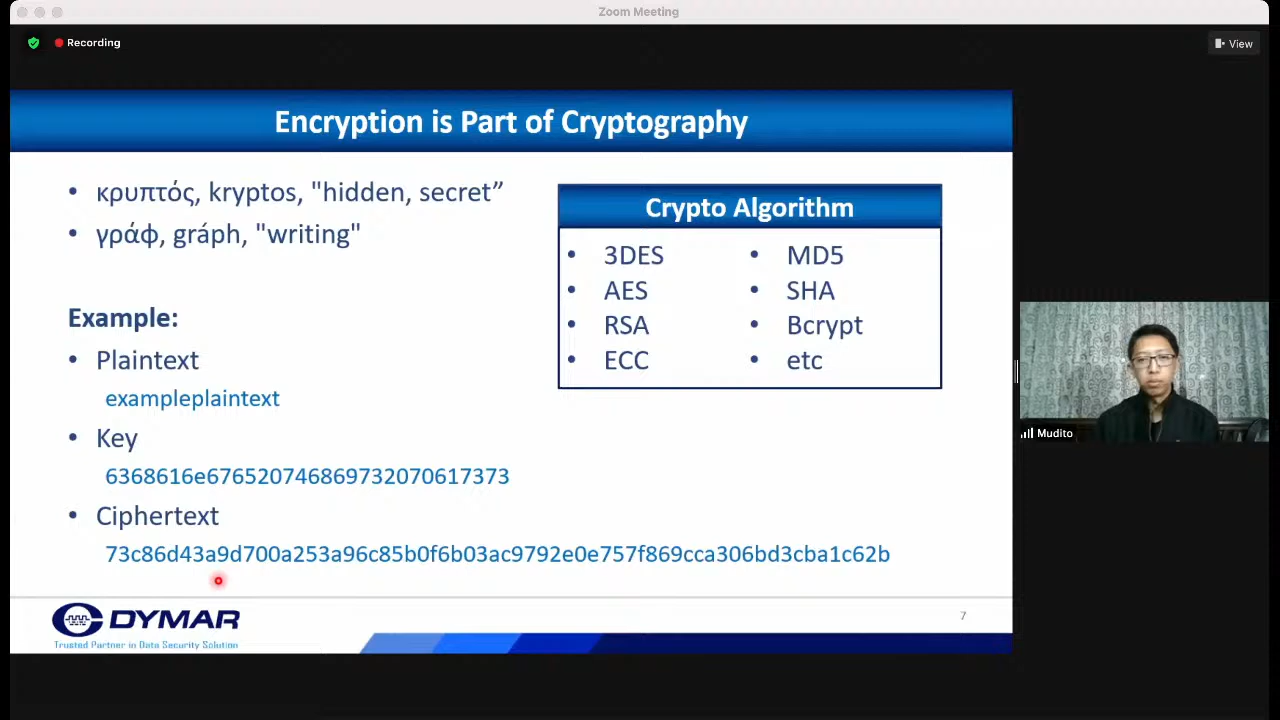 Zoom Meeting
Recording
View
Encryption is Part of Cryptography
• κρυπτός, kryptos, "hidden, secret”
• γράφ, gráph, "writing"
Example:
• Plaintext
exampleplaintext
• Key
6368616e676520746869732070617373
• Ciphertext
73c86d43a9d700a253a96c85b0f6b03ac9792e0e757f869cca306bd3cba1c62b
Crypto Algorithm
• 3DES
• AES
• RSA
• ECC
• MD5
• SHA
• Bcrypt
• etc
Mudito
DYMAR
Trusted Partner in Data Security Solution
7